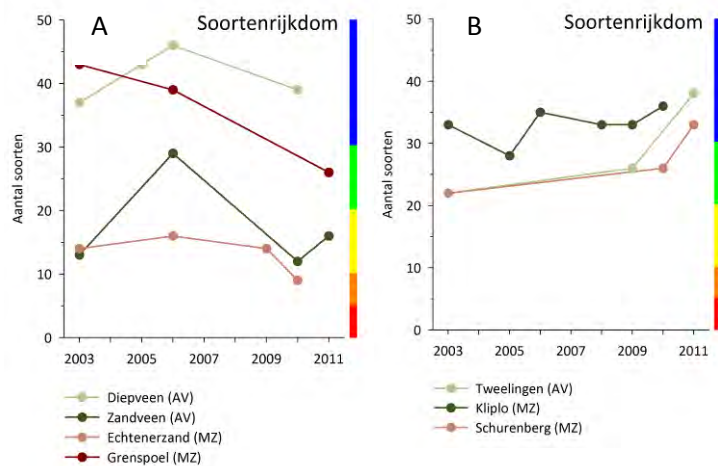 A Soortenrijkdom
50
40
30
20
10
0
Aantal soorten
2003 2005 2007 2009 2011
Diepveen (AV)
Zandveen (AV)
Echtenerzand (MZ)
Grenspoel (MZ)
B Soortenrijkdom
50
40
30
20
10
0
Aantal soorten
2003 2005 2007 2009 2011
Tweelingen (AV)
Kliplo (MZ)
Schurenberg (MZ)